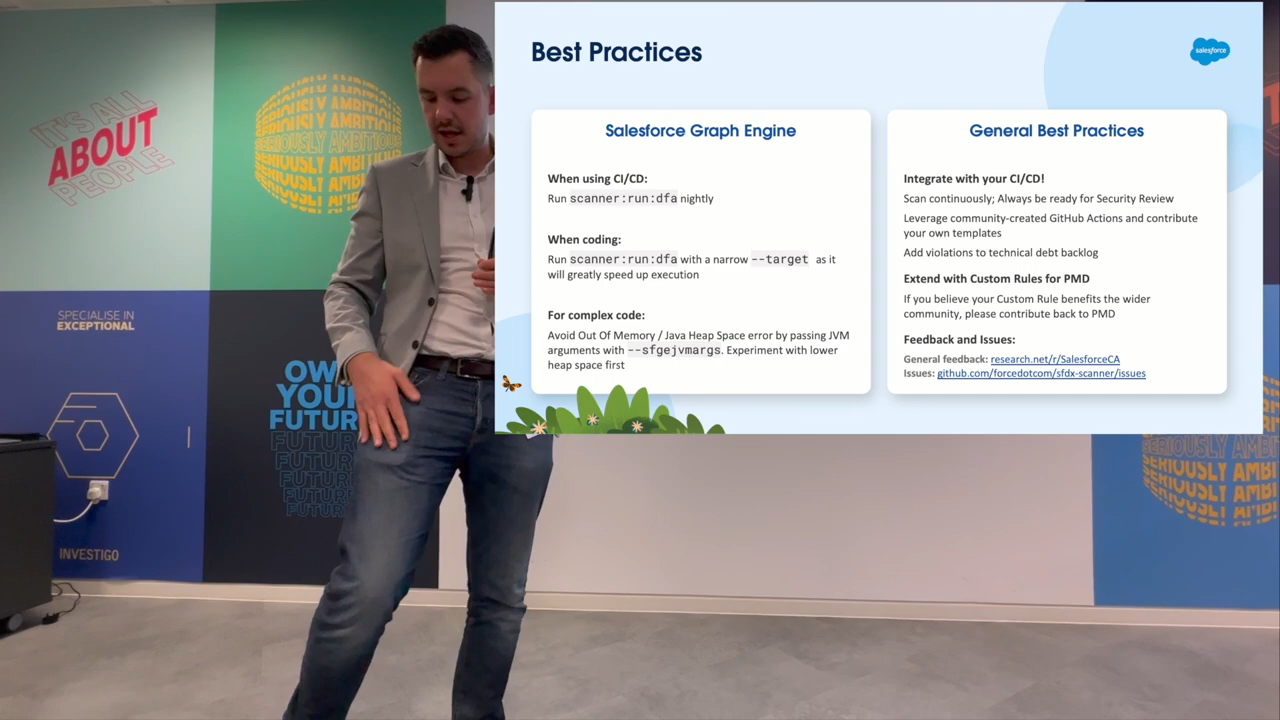 IT'S ALL
ABOUT
PEOPLE
SERIOUSLY AMBITIOUS
SPECIALISE IN
EXCEPTIONAL
OWN
YOUR
FUTURE
FUTURE
FUTURE
FUTURE
FUTURE
FUTURE
INVESTIGO
Best Practices
salesforce
Salesforce Graph Engine
When using CI/CD:
Run scanner:run:dfa nightly
When coding:
Run scanner:run:dfa with a narrow --target as it
will greatly speed up execution
For complex code:
Avoid Out Of Memory / Java Heap Space error by passing JVM
arguments with --sfgejvmargs. Experiment with lower
heap space first
General Best Practices
Integrate with your CI/CD!
Scan continuously; Always be ready for Security Review
Leverage community-created GitHub Actions and contribute
your own templates
Add violations to technical debt backlog
Extend with Custom Rules for PMD
If you believe your Custom Rule benefits the wider
community, please contribute back to PMD
Feedback and Issues:
General feedback: research.net/r/SalesforceCA
Issues: github.com/forcedotcom/sfdx-scanner/issues
SERIOUSLY AMBI
SERIOUSLY AMBI